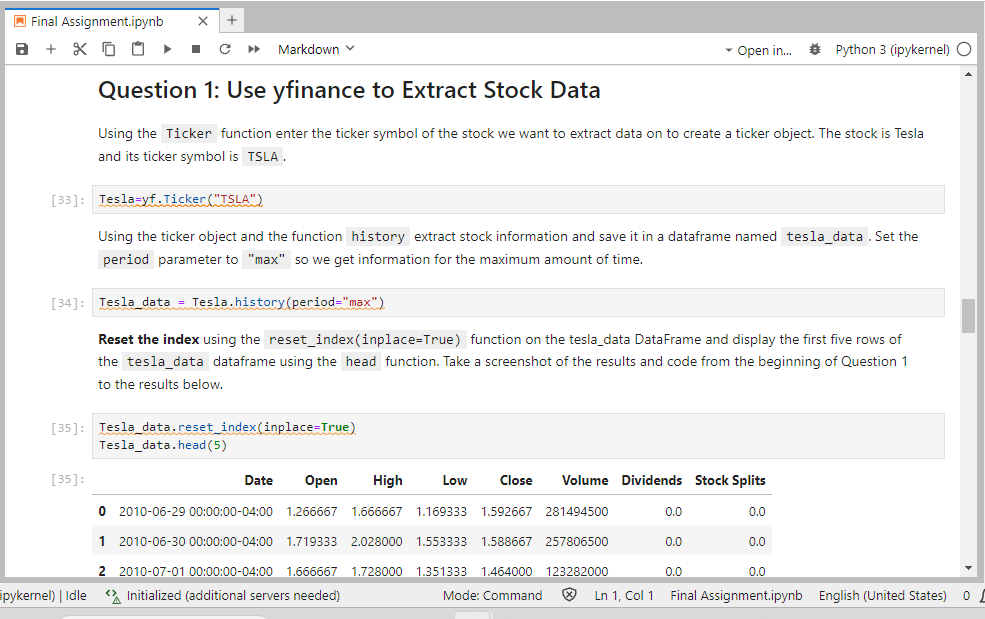 Final Assignment.ipynb
Markdown
Open in...
Python 3 (ipykernel)
Question 1: Use yfinance to Extract Stock Data
Using the Ticker function enter the ticker symbol of the stock we want to extract data on to create a ticker object. The stock is Tesla
and its ticker symbol is TSLA .
[33]: Tesla=yf.Ticker("TSLA")
Using the ticker object and the function history extract stock information and save it in a dataframe named tesla_data . Set the
period parameter to "max" so we get information for the maximum amount of time.
[34]: Tesla_data = Tesla.history(period="max")
Reset the index using the reset_index(inplace=True) function on the tesla_data DataFrame and display the first five rows of
the tesla_data dataframe using the head function. Take a screenshot of the results and code from the beginning of Question 1
to the results below.
[35]: Tesla_data.reset_index(inplace=True)
Tesla_data.head(5)
[35]: Date Open High Low Close Volume Dividends Stock Splits
0 2010-06-29 00:00:00-04:00 1.266667 1.666667 1.169333 1.592667 281494500 0.0 0.0
1 2010-06-30 00:00:00-04:00 1.719333 2.028000 1.553333 1.588667 257806500 0.0 0.0
2 2010-07-01 00:00:00-04:00 1.666667 1.728000 1.351333 1.464000 123282000 0.0 0.0
ipykernel) | Idle Initialized (additional servers needed) Mode: Command Ln 1, Col 1 Final Assignment.ipynb English (United States) 0